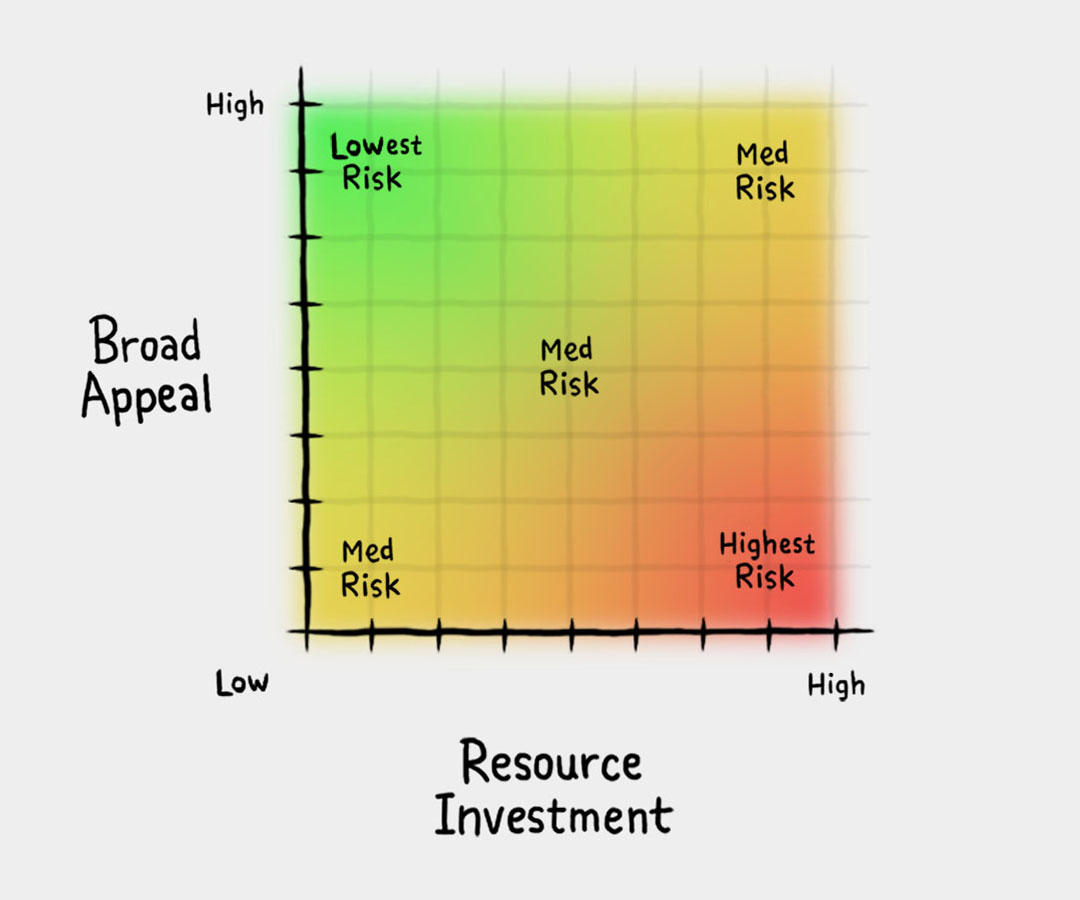 High
Lowest
Risk
Med
Risk
Broad
Appeal
Med
Risk
Med
Risk
Highest
Risk
Low
High
Resource
Investment